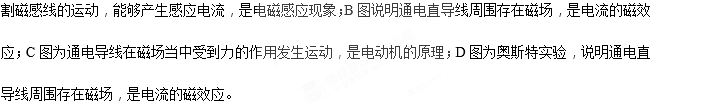 割磁感线的运动，能够产生感应电流，是电磁感应现象;B 图说明通电直导线周围存在磁场，是电流的磁效
应；C 图为通电导线在磁场当中受到力的作用发生运动，是电动机的原理；D 图为奥斯特实验，说明通电直
导线周围存在磁场，是电流的磁效应。